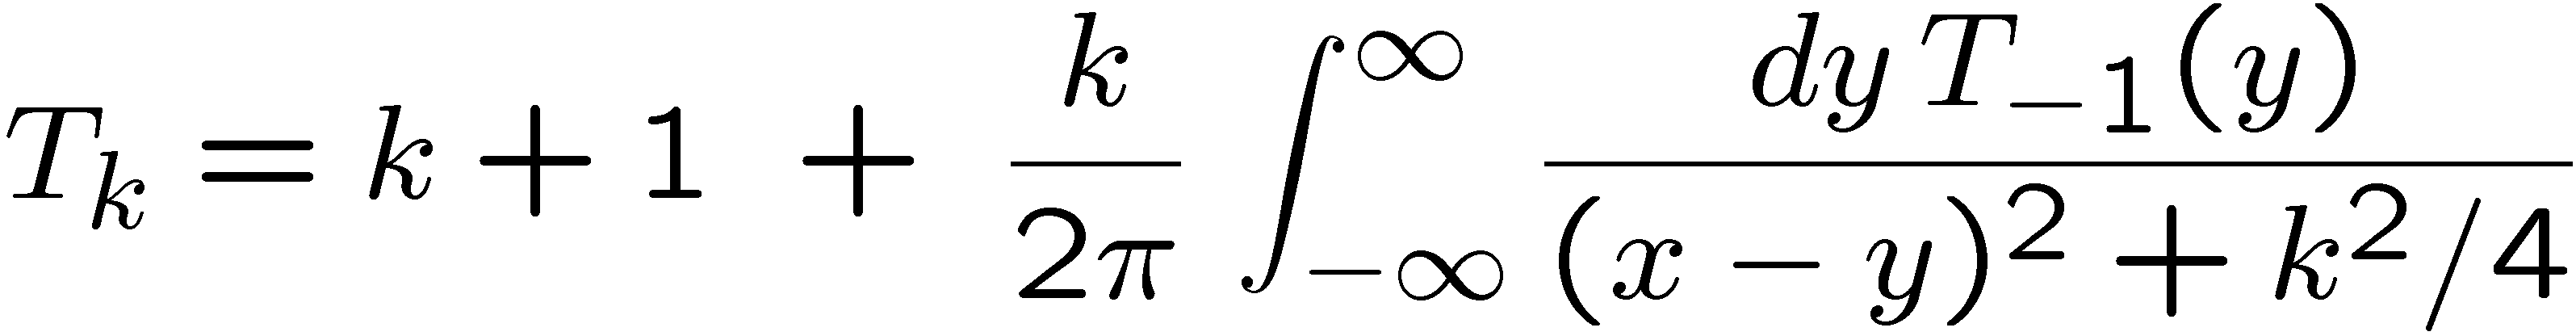 T_k = k + 1 + \frac{k}{2\pi} \int_{-\infty}^{\infty} \frac{dy\, T_{-1}(y)}{(x - y)^2 + k^2/4}